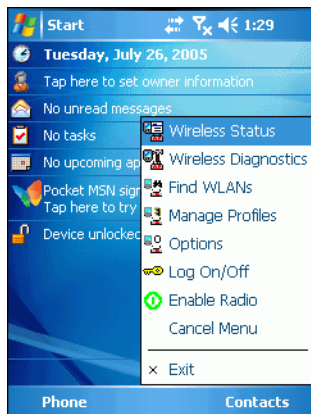 Start 1:29
Tuesday, July 26, 2005
Tap here to set owner information
No unread messages
No tasks
No upcoming ap
Pocket MSN sign
Tap here to try
Device unlocked
Wireless Status
Wireless Diagnostics
Find WLANs
Manage Profiles
Options
Log On/Off
Enable Radio
Cancel Menu
Exit
Phone Contacts